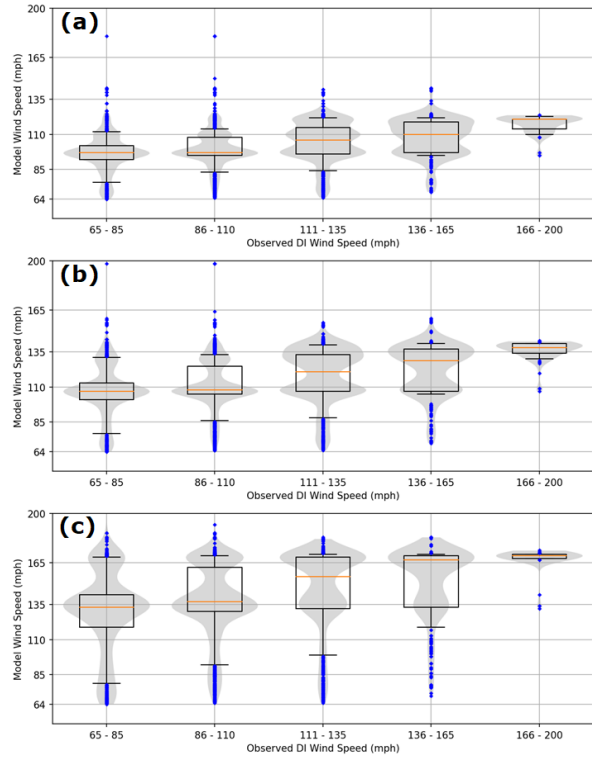 (a)
200
165
135
110
85
64
Model Wind Speed (mph)
65 - 85
86 - 110
111 - 135
136 - 165
166 - 200
Observed DI Wind Speed (mph)
(b)
200
165
135
110
85
64
Model Wind Speed (mph)
65 - 85
86 - 110
111 - 135
136 - 165
166 - 200
Observed DI Wind Speed (mph)
(c)
200
165
135
110
85
64
Model Wind Speed (mph)
65 - 85
86 - 110
111 - 135
136 - 165
166 - 200
Observed DI Wind Speed (mph)